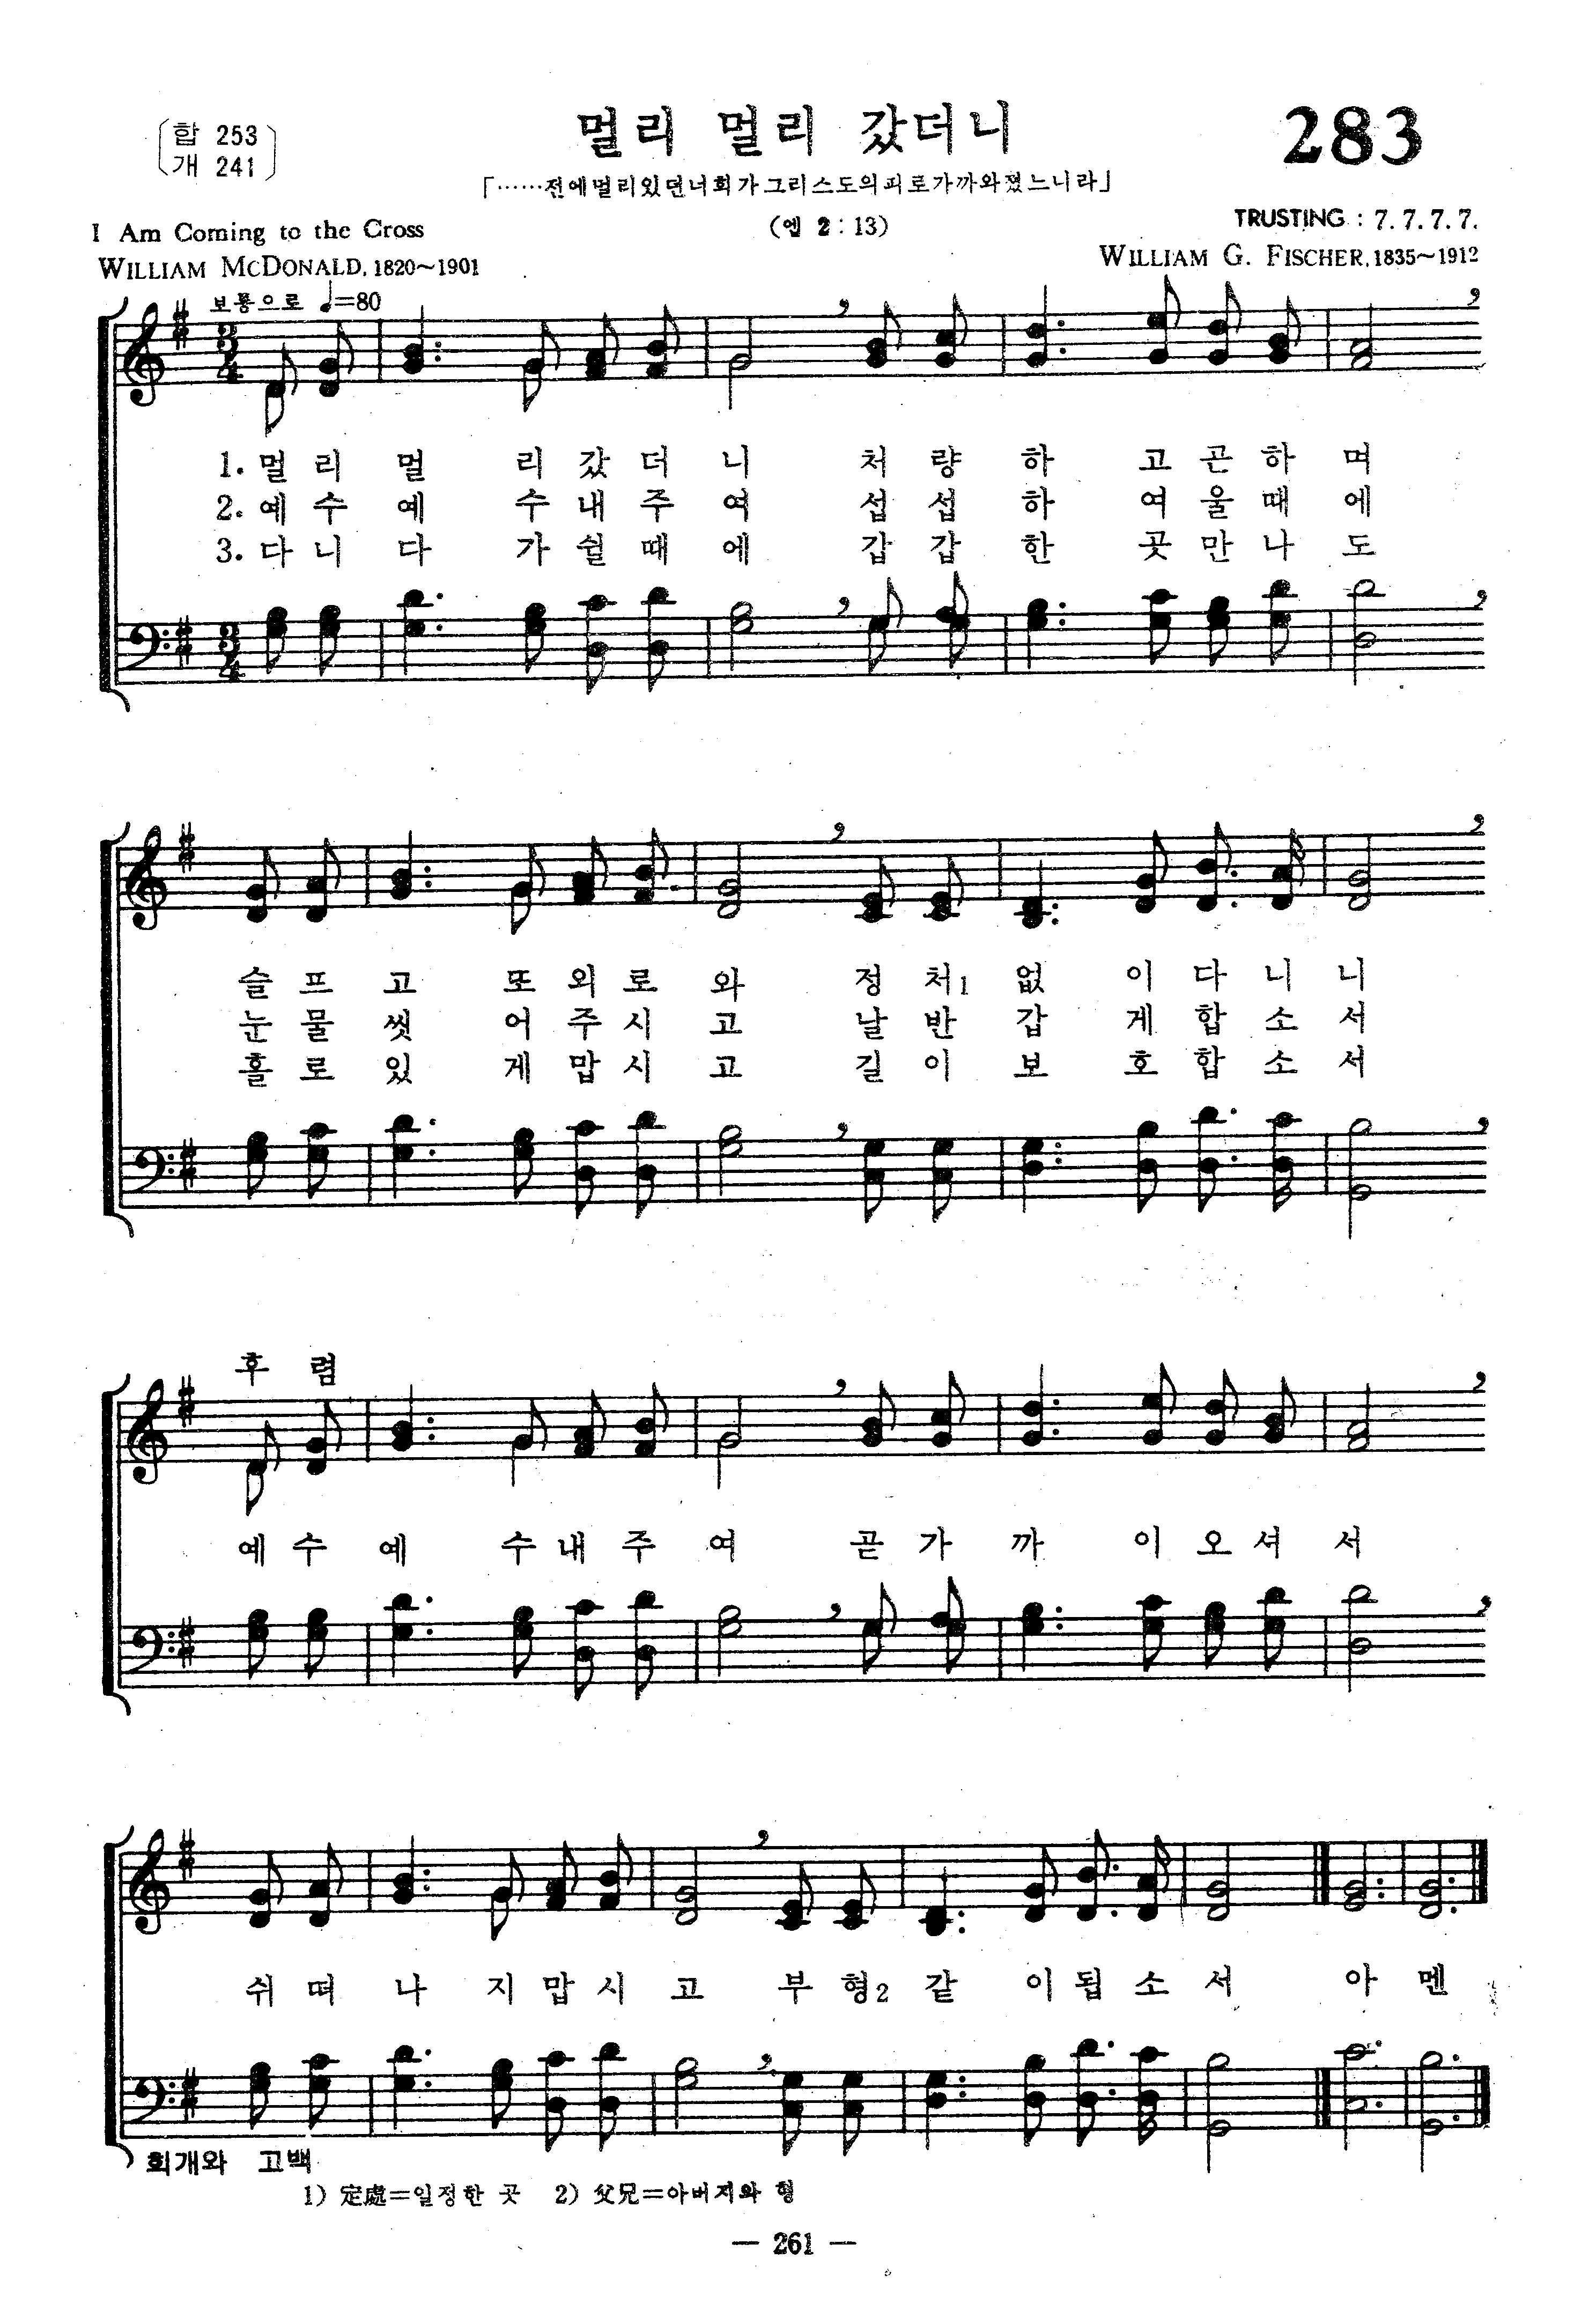 합 253
개 241
멀리 멀리 갔더니
283
「……전에멀리있던너희가그리스도의피로가까와졌느니라」
(엡 2 : 13)
I Am Coming to the Cross
TRUSTING : 7. 7. 7. 7.
WILLIAM MCDONALD, 1820~1901
WILLIAM G. FISCHER, 1835~1912
보통으로 ♩=80
1. 멀 리 멀 리 갔 더 니 처 량 하 고 곤 하 며
2. 예 수 예 수 내 주 여 섭 섭 하 여 울 때 에
3. 다 니 다 가 쉴 때 에 갑 갑 한 곳 만 나 도
슬 프 고 또 외 로 와 정 처1 없 이 다 니 니
눈 물 씻 어 주 시 고 날 반 갑 게 합 소 서
홀 로 있 게 맙 시 고 길 이 보 호 합 소 서
후 렴
예 수 예 수 내 주 여 곧 가 까 이 오 셔 서
쉬 떠 나 지 맙 시 고 부 형2 같 이 됩 소 서 아 멘
회개와 고백
1) 定處=일정한 곳 2) 父兄=아버지와 형
— 261 —